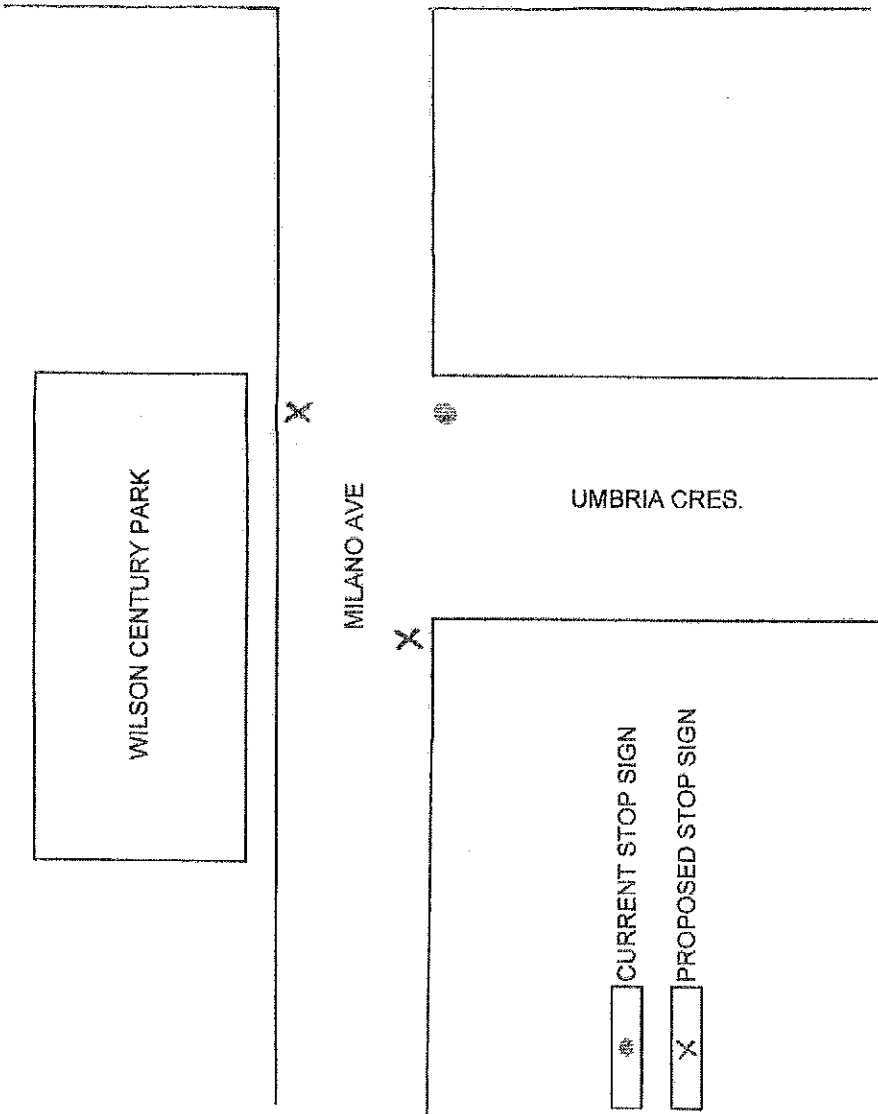 WILSON CENTURY PARK
MILANO AVE
UMBRIA CRES.
CURRENT STOP SIGN
PROPOSED STOP SIGN